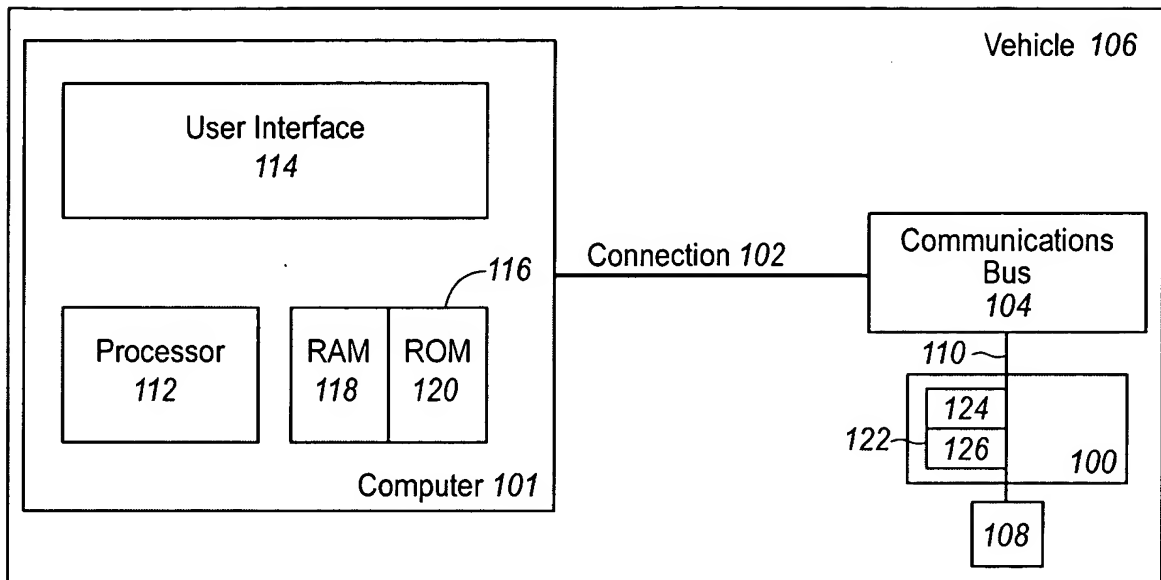 Vehicle 106
User Interface
114
Connection 102
116
Communications
Bus
104
Processor
112
RAM
118
ROM
120
110
124
122
126
100
Computer 101
108